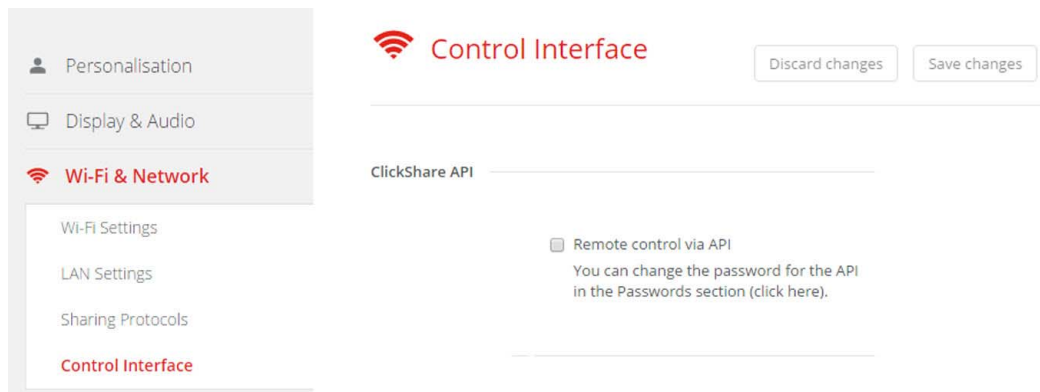 Personalisation
Display & Audio
Wi-Fi & Network
Wi-Fi Settings
LAN Settings
Sharing Protocols
Control Interface
Control Interface
Discard changes
Save changes
ClickShare API
Remote control via API
You can change the password for the API
in the Passwords section (click here).